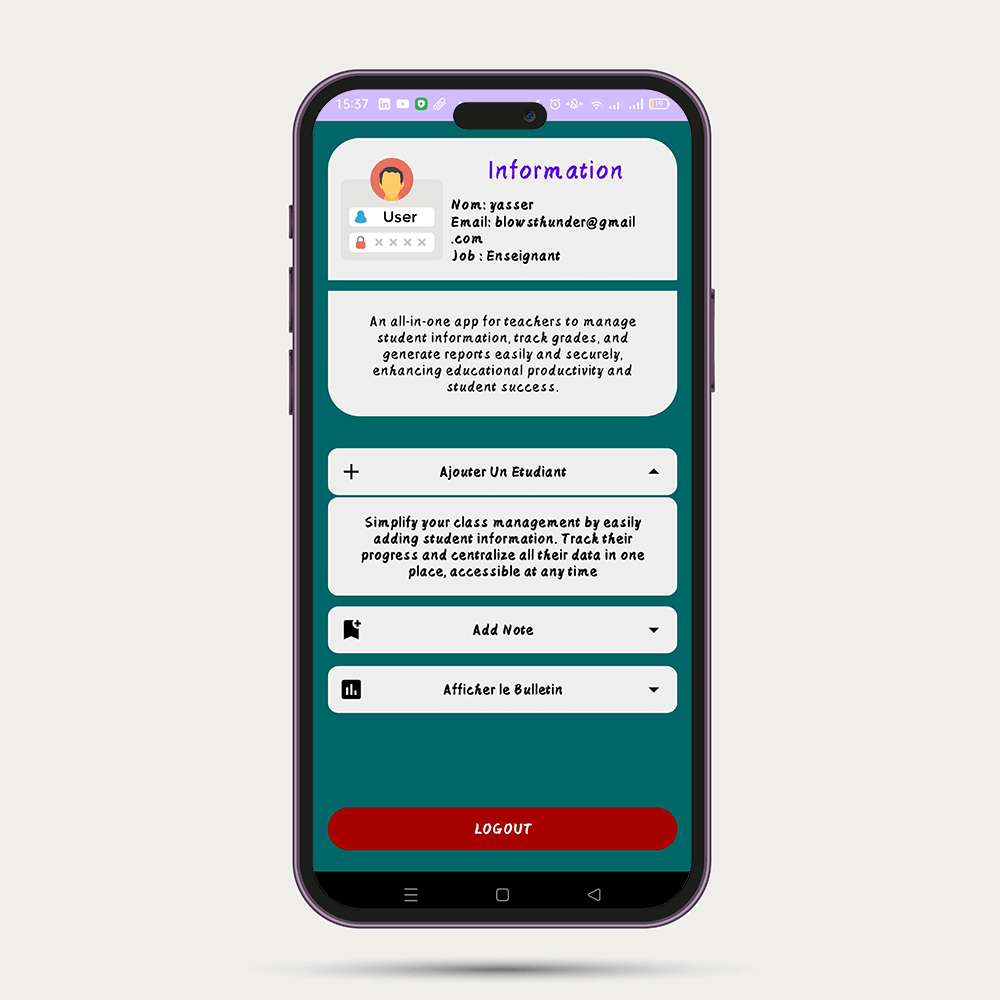 15:37
19
Information
User
Nom: yasser
Email: blowsthunder@gmail
.com
Job : Enseignant
An all-in-one app for teachers to manage
student information, track grades, and
generate reports easily and securely,
enhancing educational productivity and
student success.
Ajouter Un Etudiant
Simplify your class management by easily
adding student information. Track their
progress and centralize all their data in one
place, accessible at any time
Add Note
Afficher le Bulletin
LOGOUT